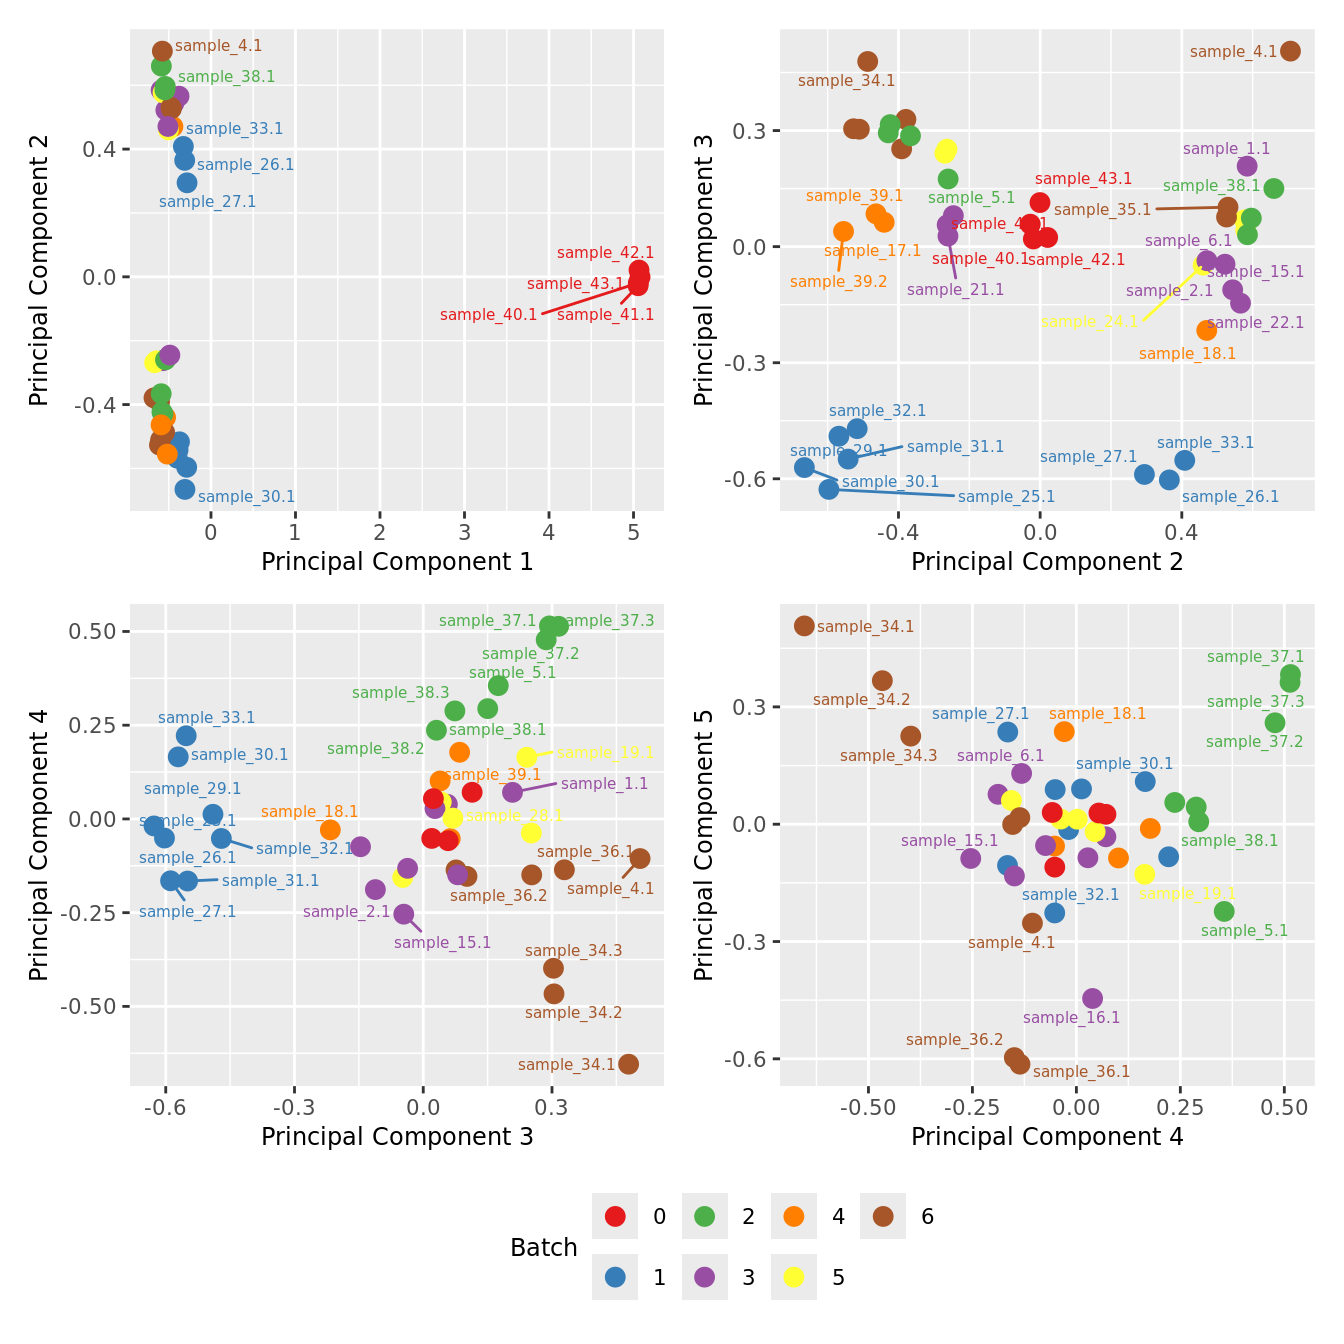 sample_4.1
sample_38.1
sample_33.1
sample_26.1
sample_27.1
sample_42.1
sample_43.1
sample_40.1
sample_41.1
sample_30.1
0.4
0.0
-0.4
0 1 2 3 4 5
Principal Component 1
Principal Component 2
sample_4.1
sample_34.1
sample_1.1
sample_43.1
sample_38.1
sample_39.1
sample_5.1
sample_35.1
sample_17.1
sample_40.1
sample_42.1
sample_6.1
sample_15.1
sample_39.2
sample_21.1
sample_2.1
sample_24.1
sample_22.1
sample_18.1
sample_32.1
sample_29.1
sample_31.1
sample_33.1
sample_27.1
sample_30.1
sample_25.1
sample_26.1
0.3
0.0
-0.3
-0.6
-0.4 0.0 0.4
Principal Component 2
Principal Component 3
sample_37.1
sample_37.3
sample_37.2
sample_5.1
sample_38.3
sample_33.1
sample_38.1
sample_30.1
sample_38.2
sample_19.1
sample_39.1
sample_1.1
sample_29.1
sample_18.1
sample_28.1
sample_25.1
sample_32.1
sample_36.1
sample_26.1
sample_31.1
sample_4.1
sample_36.2
sample_27.1
sample_2.1
sample_15.1
sample_34.3
sample_34.2
sample_34.1
0.50
0.25
0.00
-0.25
-0.50
-0.6 -0.3 0.0 0.3
Principal Component 3
Principal Component 4
sample_34.1
sample_37.1
sample_34.2
sample_37.3
sample_27.1
sample_18.1
sample_37.2
sample_34.3
sample_6.1
sample_30.1
sample_15.1
sample_38.1
sample_32.1
sample_19.1
sample_5.1
sample_4.1
sample_16.1
sample_36.2
sample_36.1
0.3
0.0
-0.3
-0.6
-0.50 -0.25 0.00 0.25 0.50
Principal Component 4
Principal Component 5
Batch
0 2 4 6
1 3 5